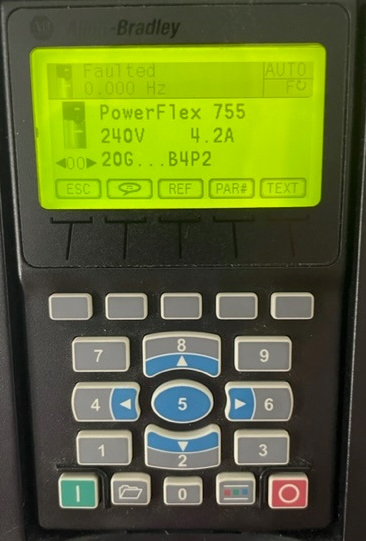 Allen-Bradley
Faulted AUTO
0.000 Hz F
PowerFlex 755
240V 4.2A
00 20G...B4P2
ESC REF PAR# TEXT
7 8 9
4 5 6
1 2 3
0